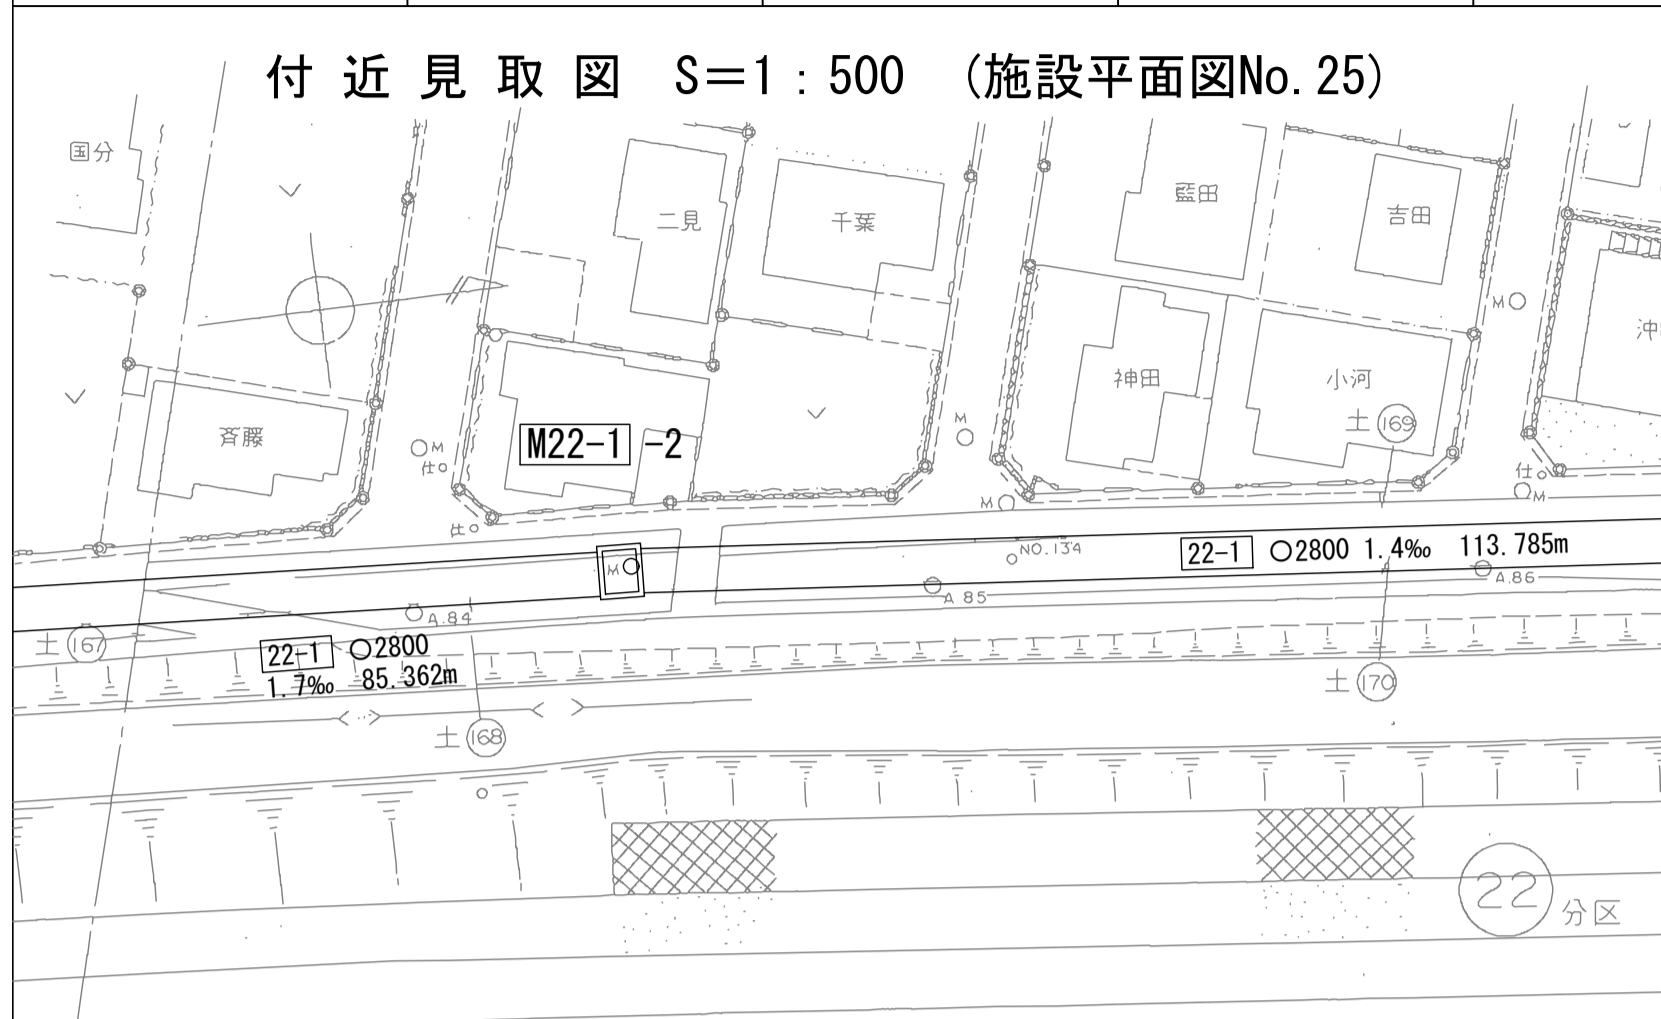 付近見取図 S=1:500 (施設平面図No.25)
国分
二見
千葉
藍田
吉田
M
斉藤
神田
小河
土 169
M
仕
M22-1 -2
M
仕
M
仕
M
M
NO.134
22-1 ○2800 1.4‰ 113.785m
A.84
A 85
A.86
土 167
22-1 ○2800
1.7‰ 85.362m
土 168
土 170
22 分区